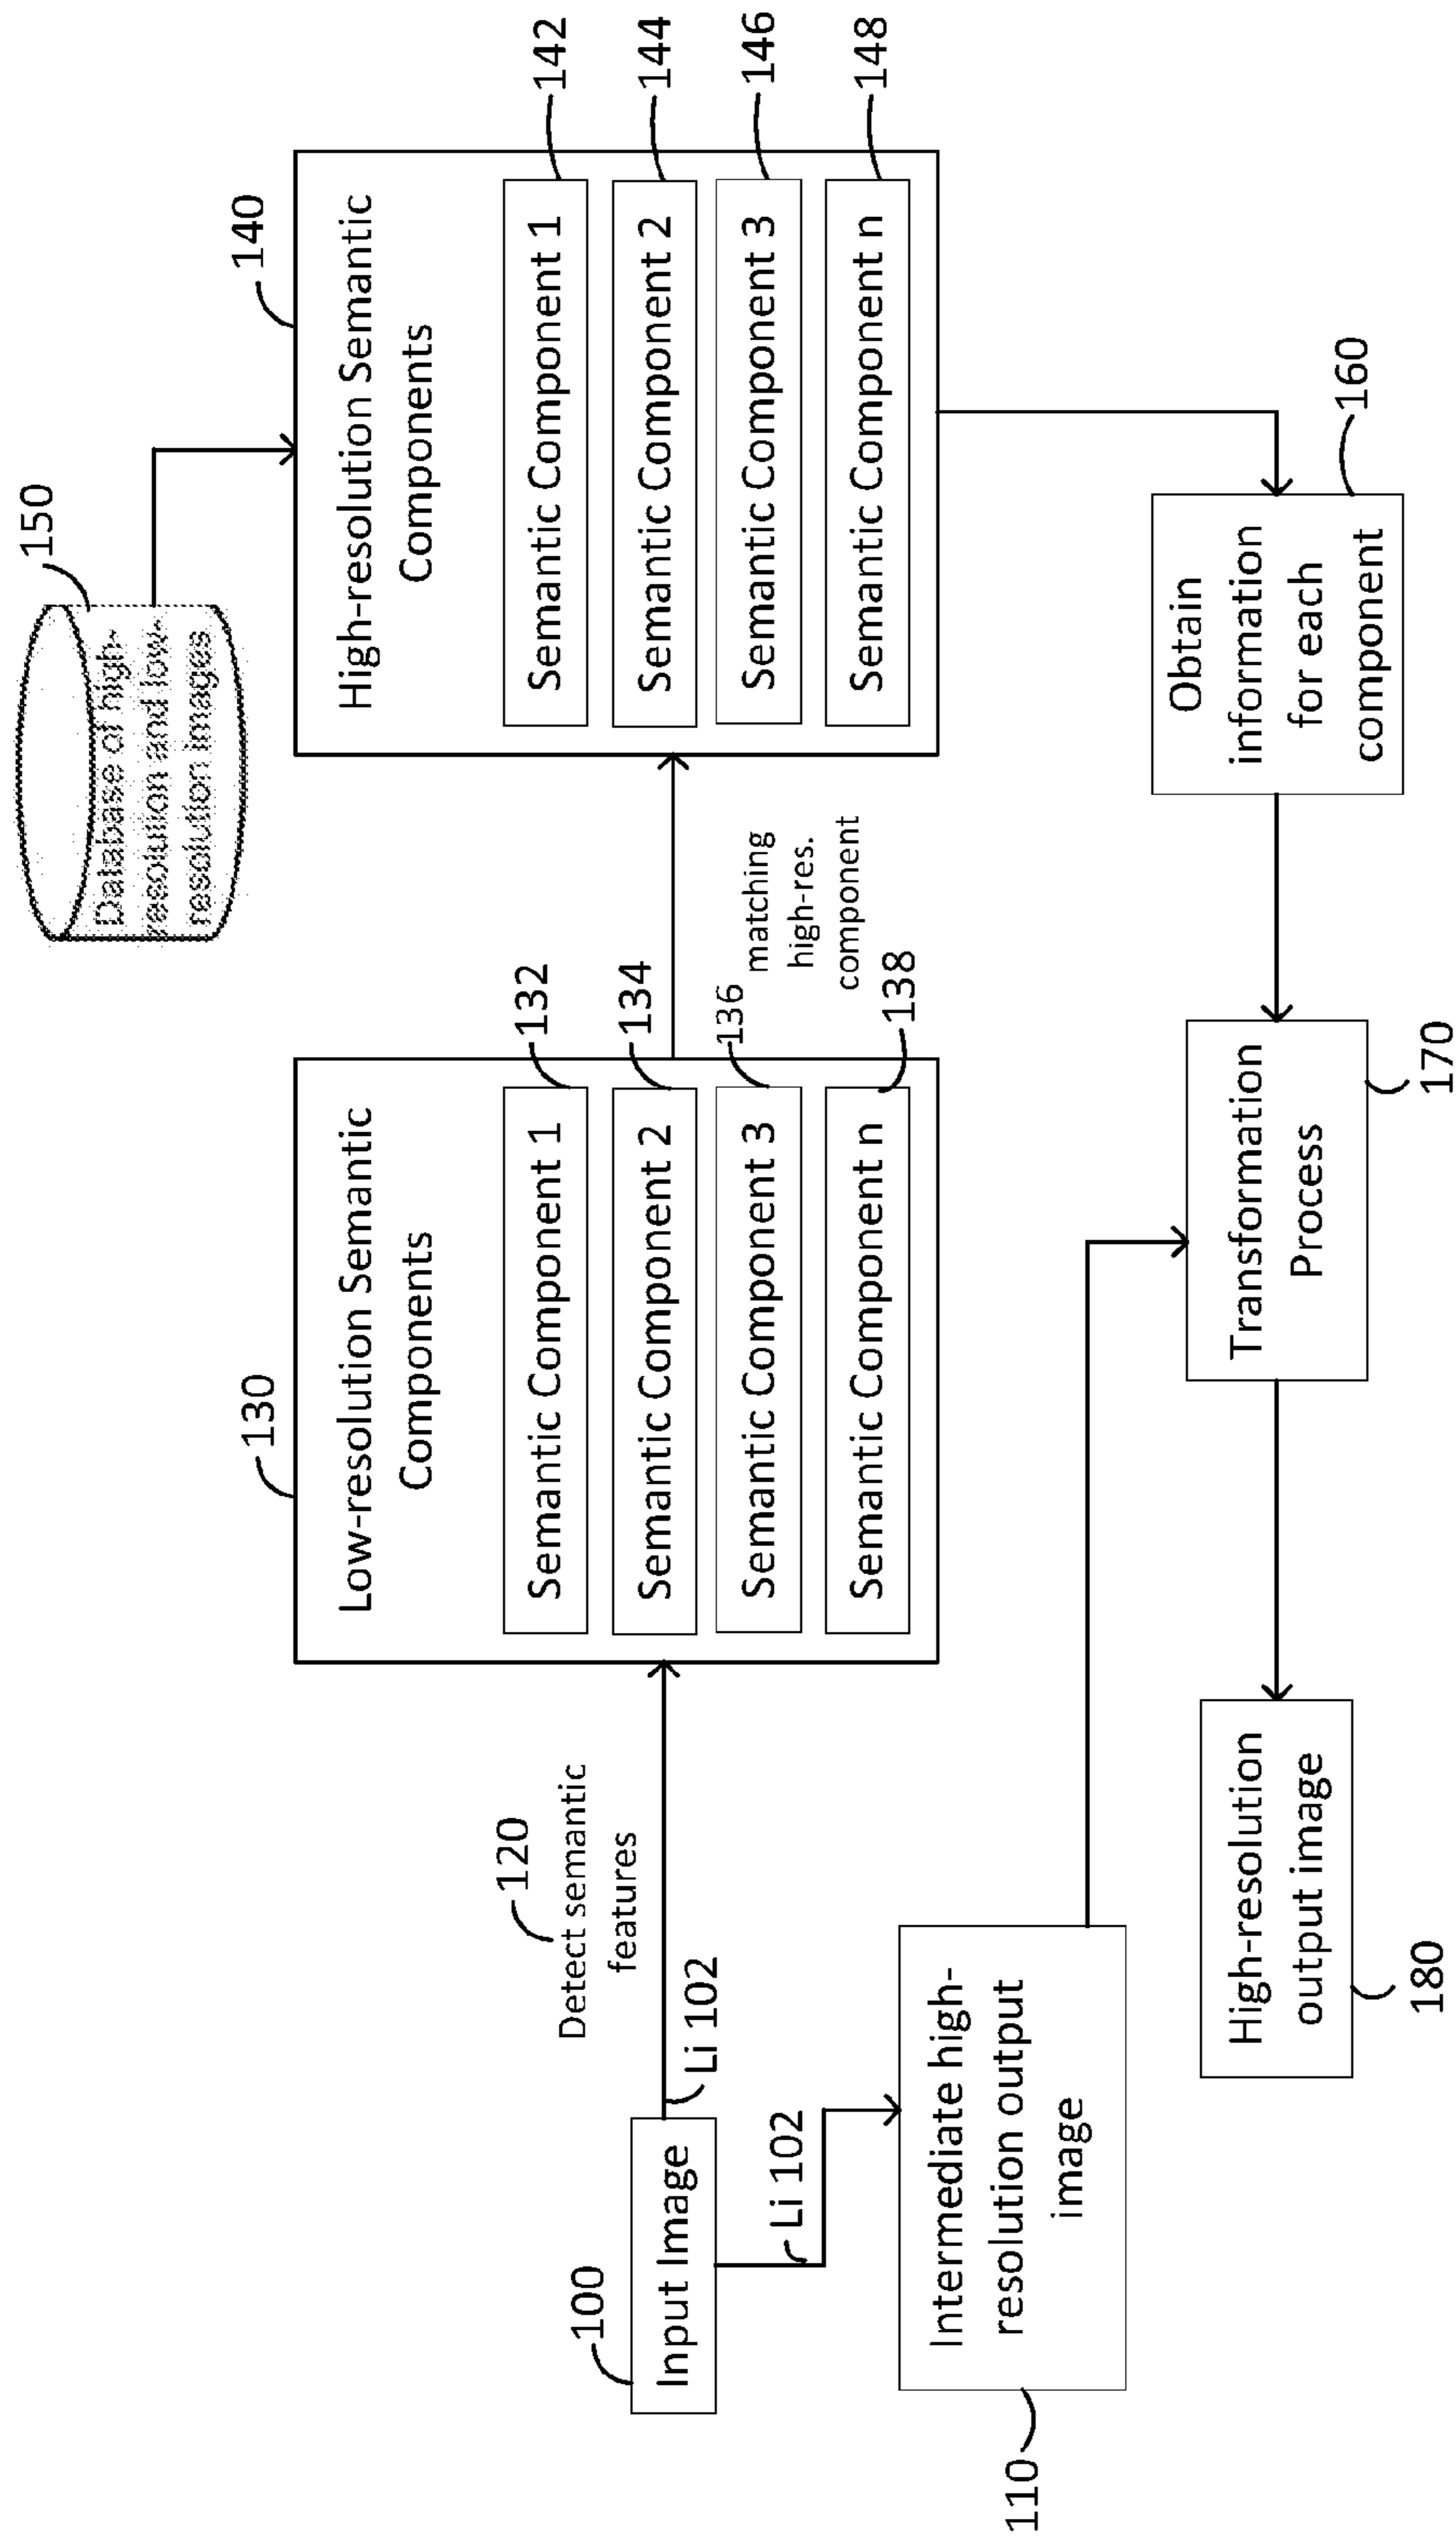 150
Database of high-
resolution and low-
resolution images
130
Low-resolution Semantic
Components
Semantic Component 1
132
Semantic Component 2
134
Semantic Component 3
136
Semantic Component n
138
matching
high-res.
component
140
High-resolution Semantic
Components
Semantic Component 1
142
Semantic Component 2
144
Semantic Component 3
146
Semantic Component n
148
120
Detect semantic
features
100
Input Image
Li 102
Li 102
110
Intermediate high-
resolution output
image
High-resolution
output image
180
Transformation
Process
170
Obtain
information
for each
component
160